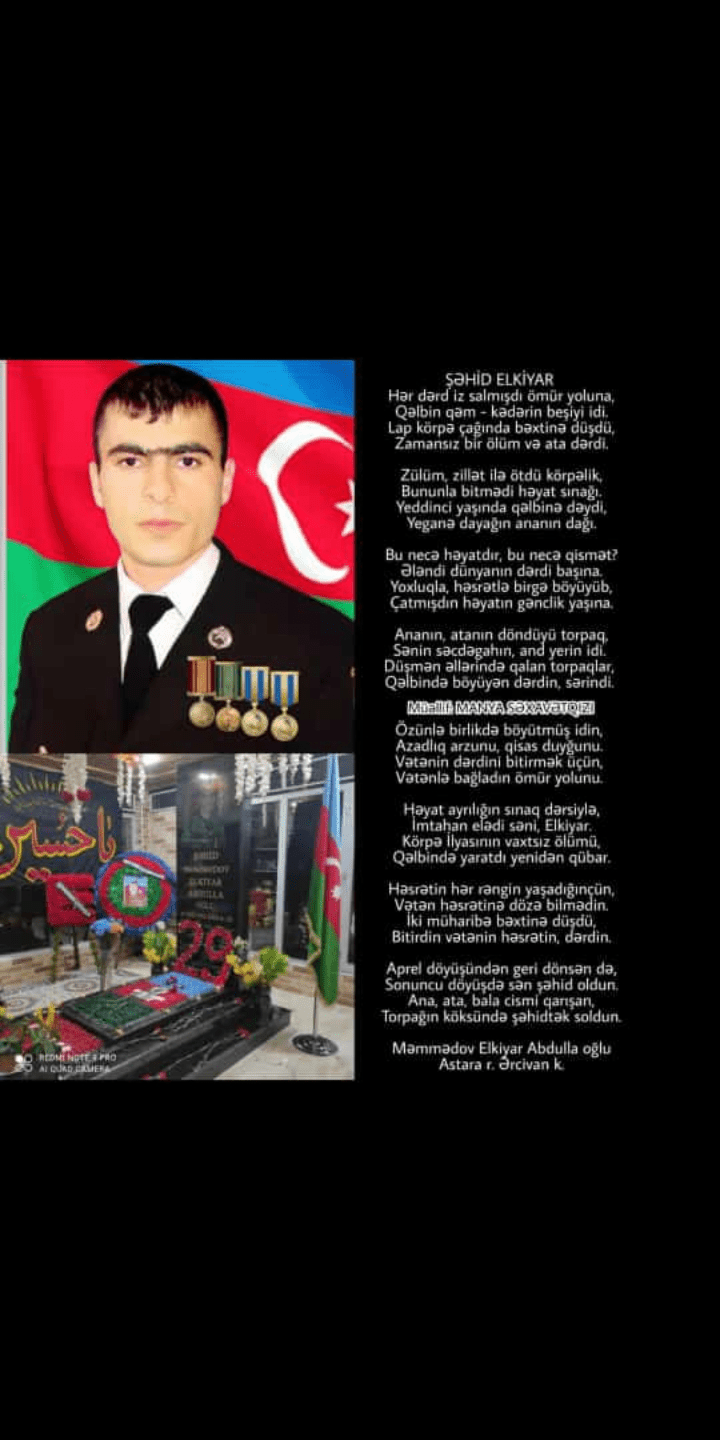 ŞƏHİD ELKİYAR
Hər dərd iz salmışdı ömür yoluna,
Qəlbin qəm - kədərin beşiyi idi.
Lap körpə çağında bəxtinə düşdü,
Zamansız bir ölüm və ata dərdi.
Zülüm, zillət ilə ötdü körpəlik,
Bununla bitmədi həyat sınağı.
Yeddinci yaşında qəlbinə dəydi,
Yeganə dayağın ananın dağı.
Bu necə həyatdır, bu necə qismət?
Ələndi dünyanın dərdi başına.
Yoxluqla, həsrətlə birgə böyüyüb,
Çatmışdın həyatın gənclik yaşına.
Ananın, atanın döndüyü torpaq,
Sənin səcdəgahın, and yerin idi.
Düşmən əllərində qalan torpaqlar,
Qəlbində böyüyən dərdin, sərindi.
Müəllif: MANYA SƏXAVƏTQIZI
Özünlə birlikdə böyütmüş idin,
Azadlıq arzunu, qisas duyğunu.
Vətənin dərdini bitirmək üçün,
Vətənlə bağladın ömür yolunu.
Həyat ayrılığın sınaq dərsiylə,
İmtahan elədi səni, Elkiyar.
Körpə İlyasının vaxtsız ölümü,
Qəlbində yaratdı yenidən qübar.
Həsrətin hər rəngin yaşadığınçün,
Vətən həsrətinə dözə bilmədin.
İki müharibə bəxtinə düşdü,
Bitirdin vətənin həsrətin, dərdin.
Aprel döyüşündən geri dönsən də,
Sonuncu döyüşdə sən şəhid oldun.
Ana, ata, bala cismi qarışan,
Torpağın köksündə şəhidtək soldun.
Məmmədov Elkiyar Abdulla oğlu
Astara r. Ərcivan k.
یا حسین
ŞƏHİD
MƏMMƏDOV
ELKİYAR
ABDULLA
29
REDMI NOTE 9 PRO
AI QUAD CAMERA